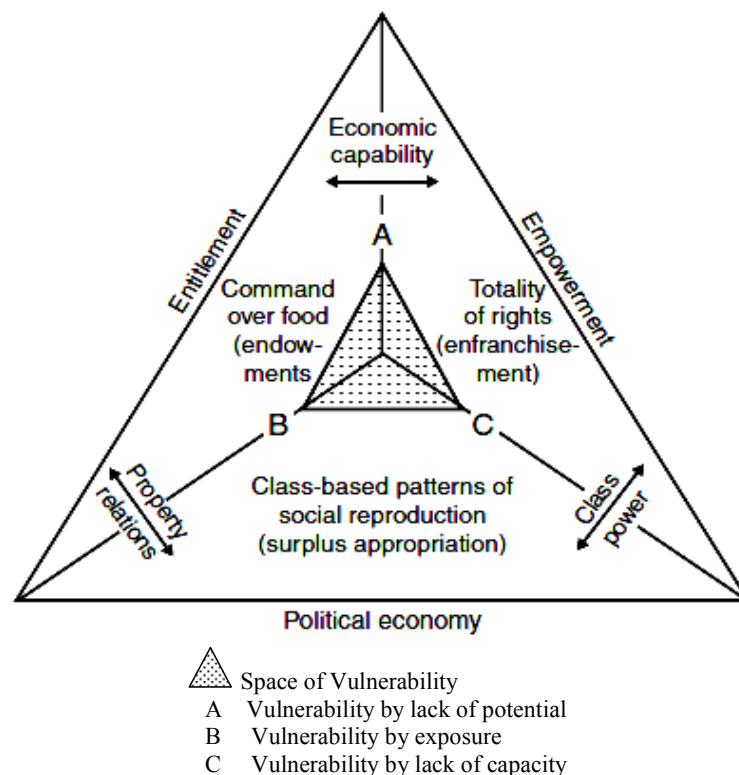 Economic
capability
Entitlement
Empowerment
A
Command
over food
(endow-
ments
Totality
of rights
(enfranchise-
ment)
B
C
Property
relations
Class-based patterns of
social reproduction
(surplus appropriation)
Class
power
Political economy
Space of Vulnerability
A Vulnerability by lack of potential
B Vulnerability by exposure
C Vulnerability by lack of capacity